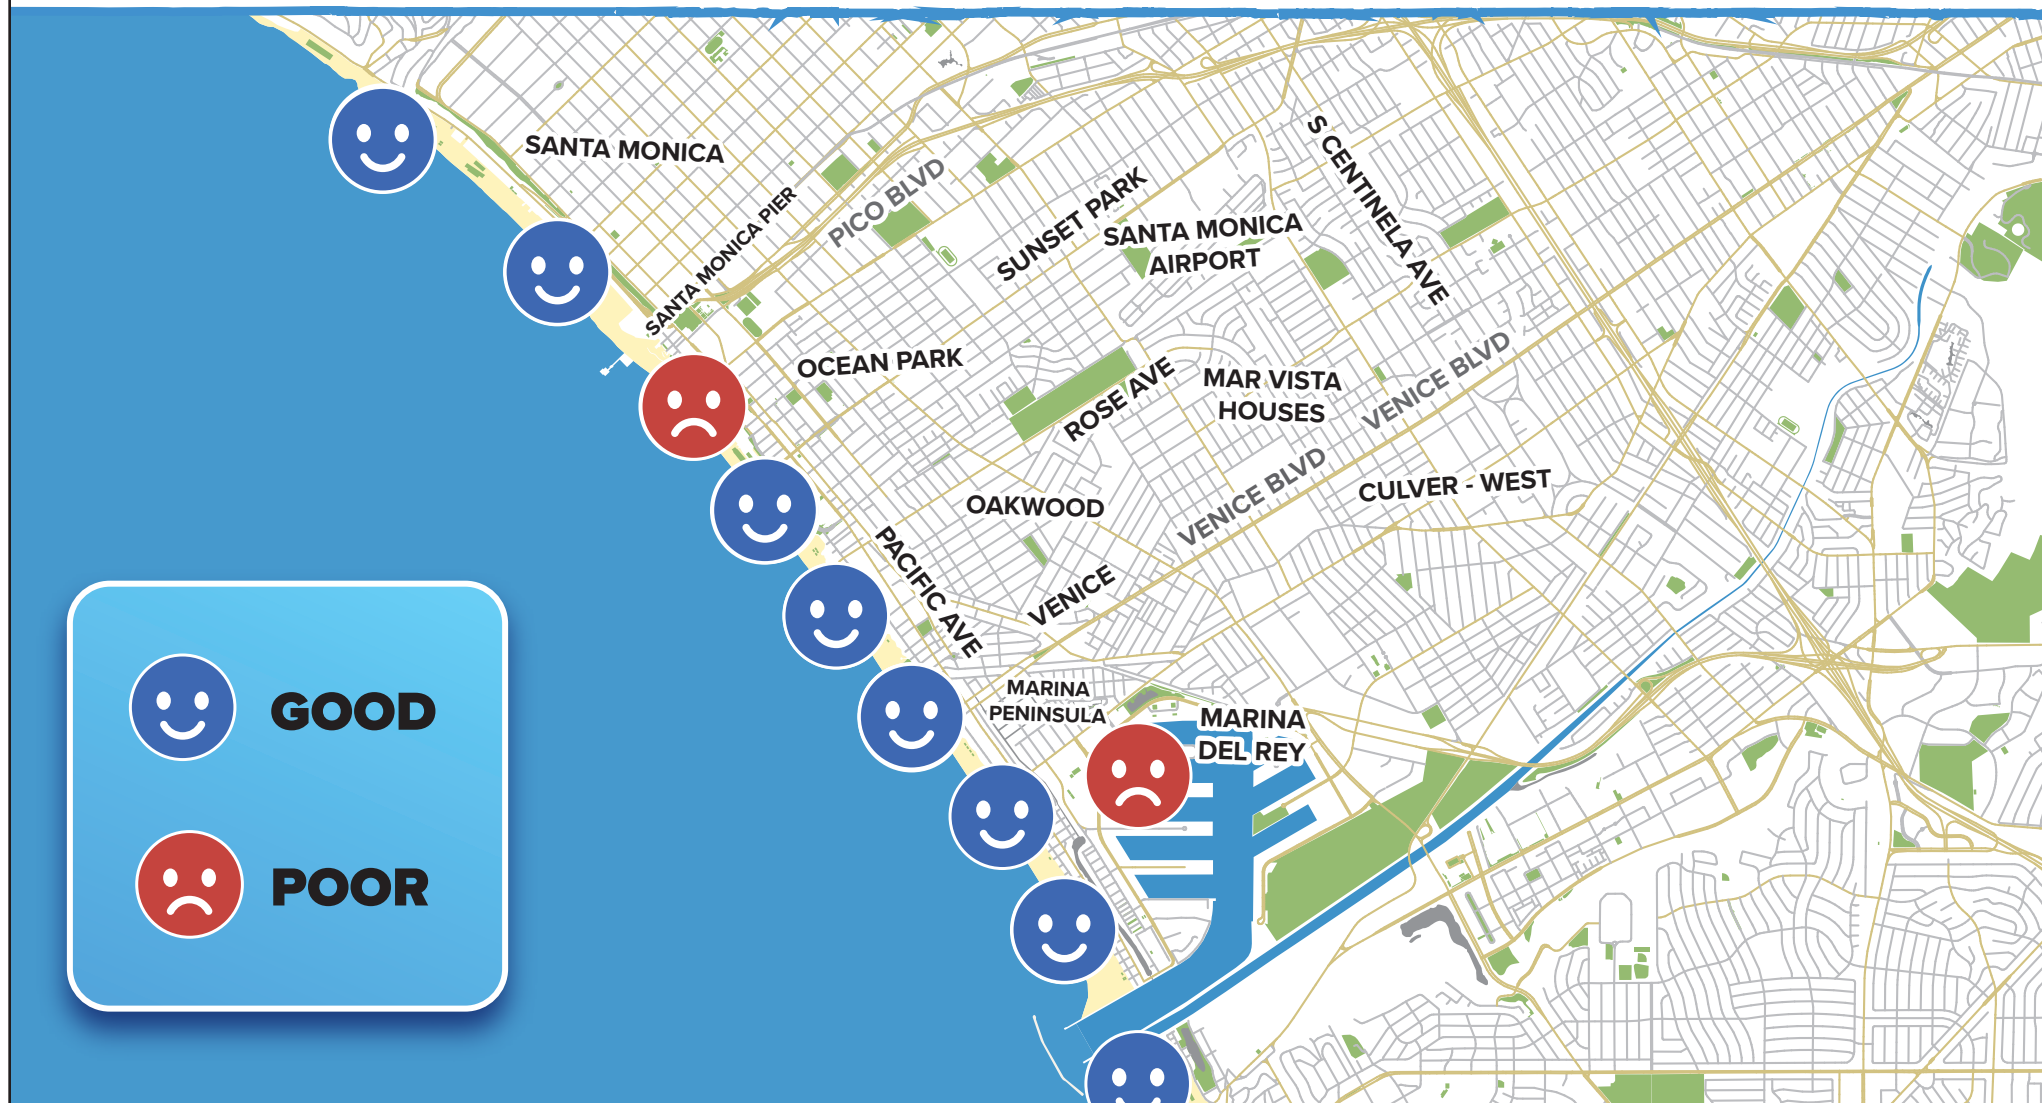 SANTA MONICA
SANTA MONICA PIER
PICO BLVD
SUNSET PARK
SANTA MONICA
AIRPORT
S CENTINELA AVE
OCEAN PARK
ROSE AVE
MAR VISTA
HOUSES
VENICE BLVD
VENICE BLVD
CULVER - WEST
OAKWOOD
PACIFIC AVE
VENICE
MARINA
PENINSULA
MARINA
DEL REY
GOOD
POOR